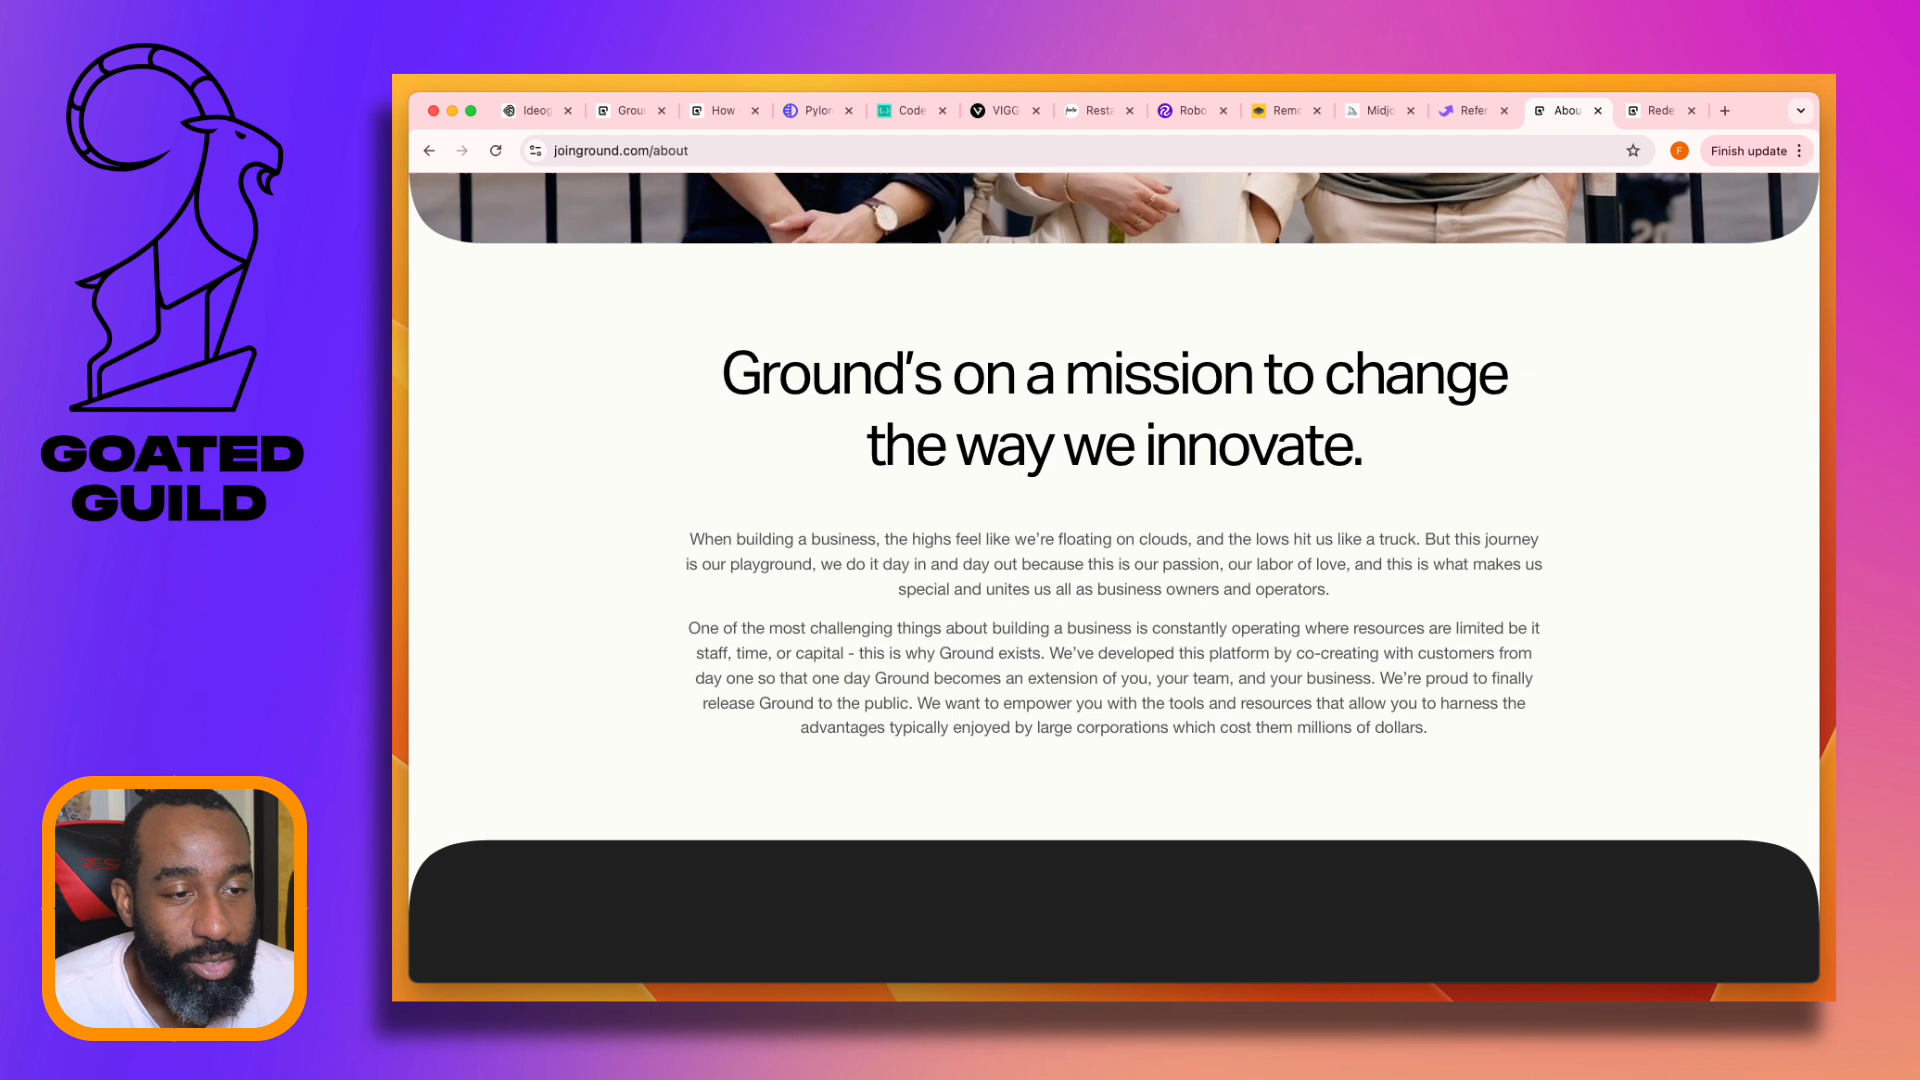 GOATED
GUILD
Ideog
Grou
How
Pylon
Code
VIGG
Resta
Robo
Remo
Midjo
Refer
Abou
Rede
joinground.com/about
F
Finish update
Ground's on a mission to change
the way we innovate.
When building a business, the highs feel like we're floating on clouds, and the lows hit us like a truck. But this journey
is our playground, we do it day in and day out because this is our passion, our labor of love, and this is what makes us
special and unites us all as business owners and operators.
One of the most challenging things about building a business is constantly operating where resources are limited be it
staff, time, or capital - this is why Ground exists. We've developed this platform by co-creating with customers from
day one so that one day Ground becomes an extension of you, your team, and your business. We're proud to finally
release Ground to the public. We want to empower you with the tools and resources that allow you to harness the
advantages typically enjoyed by large corporations which cost them millions of dollars.